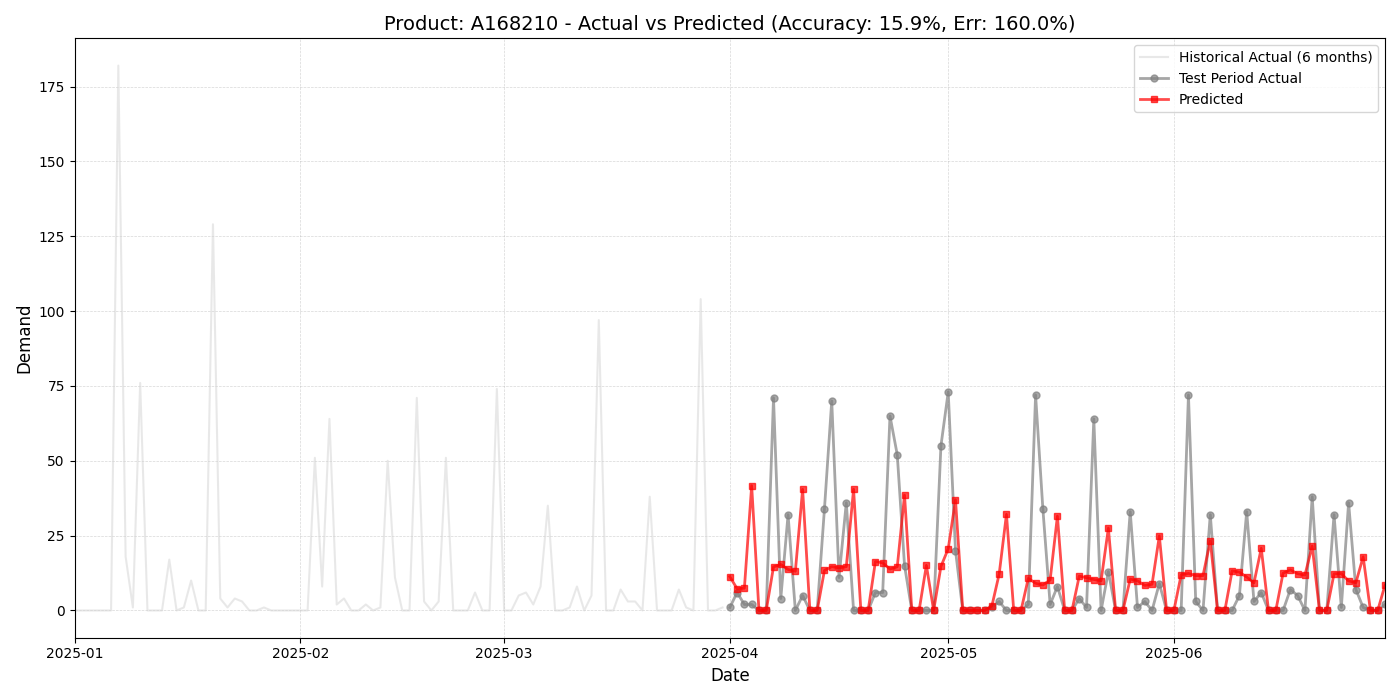 Product: A168210 - Actual vs Predicted (Accuracy: 15.9%, Err: 160.0%)
Historical Actual (6 months)
Test Period Actual
Predicted
Demand
175
150
125
100
75
50
25
0
2025-01
2025-02
2025-03
2025-04
2025-05
2025-06
Date